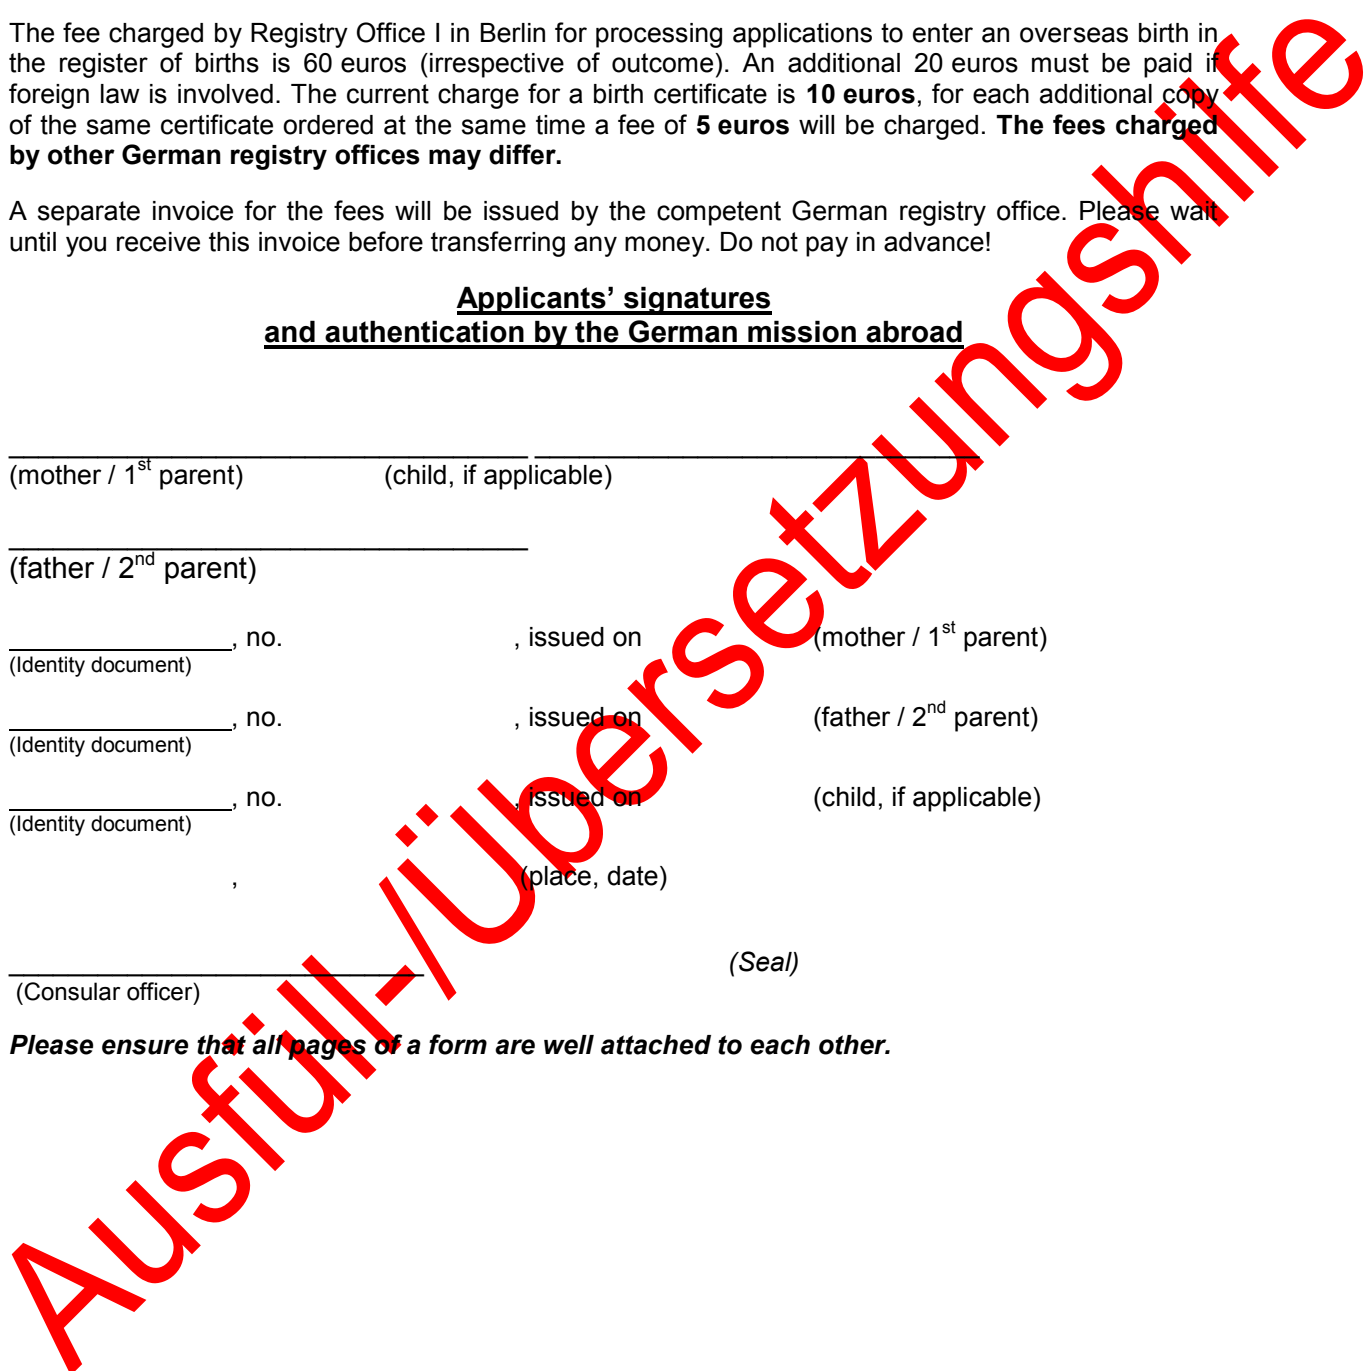 The fee charged by Registry Office I in Berlin for processing applications to enter an overseas birth in
the register of births is 60 euros (irrespective of outcome). An additional 20 euros must be paid if
foreign law is involved. The current charge for a birth certificate is 10 euros, for each additional copy
of the same certificate ordered at the same time a fee of 5 euros will be charged. The fees charged
by other German registry offices may differ.
A separate invoice for the fees will be issued by the competent German registry office. Please wait
until you receive this invoice before transferring any money. Do not pay in advance!
Applicants’ signatures
and authentication by the German mission abroad
(mother / 1st parent) (child, if applicable)
(father / 2nd parent)
, no. , issued on (mother / 1st parent)
(Identity document)
, no. , issued on (father / 2nd parent)
(Identity document)
, no. , issued on (child, if applicable)
(Identity document)
, (place, date)
(Seal)
(Consular officer)
Please ensure that all pages of a form are well attached to each other.
Ausfüll-/Übersetzungshilfe